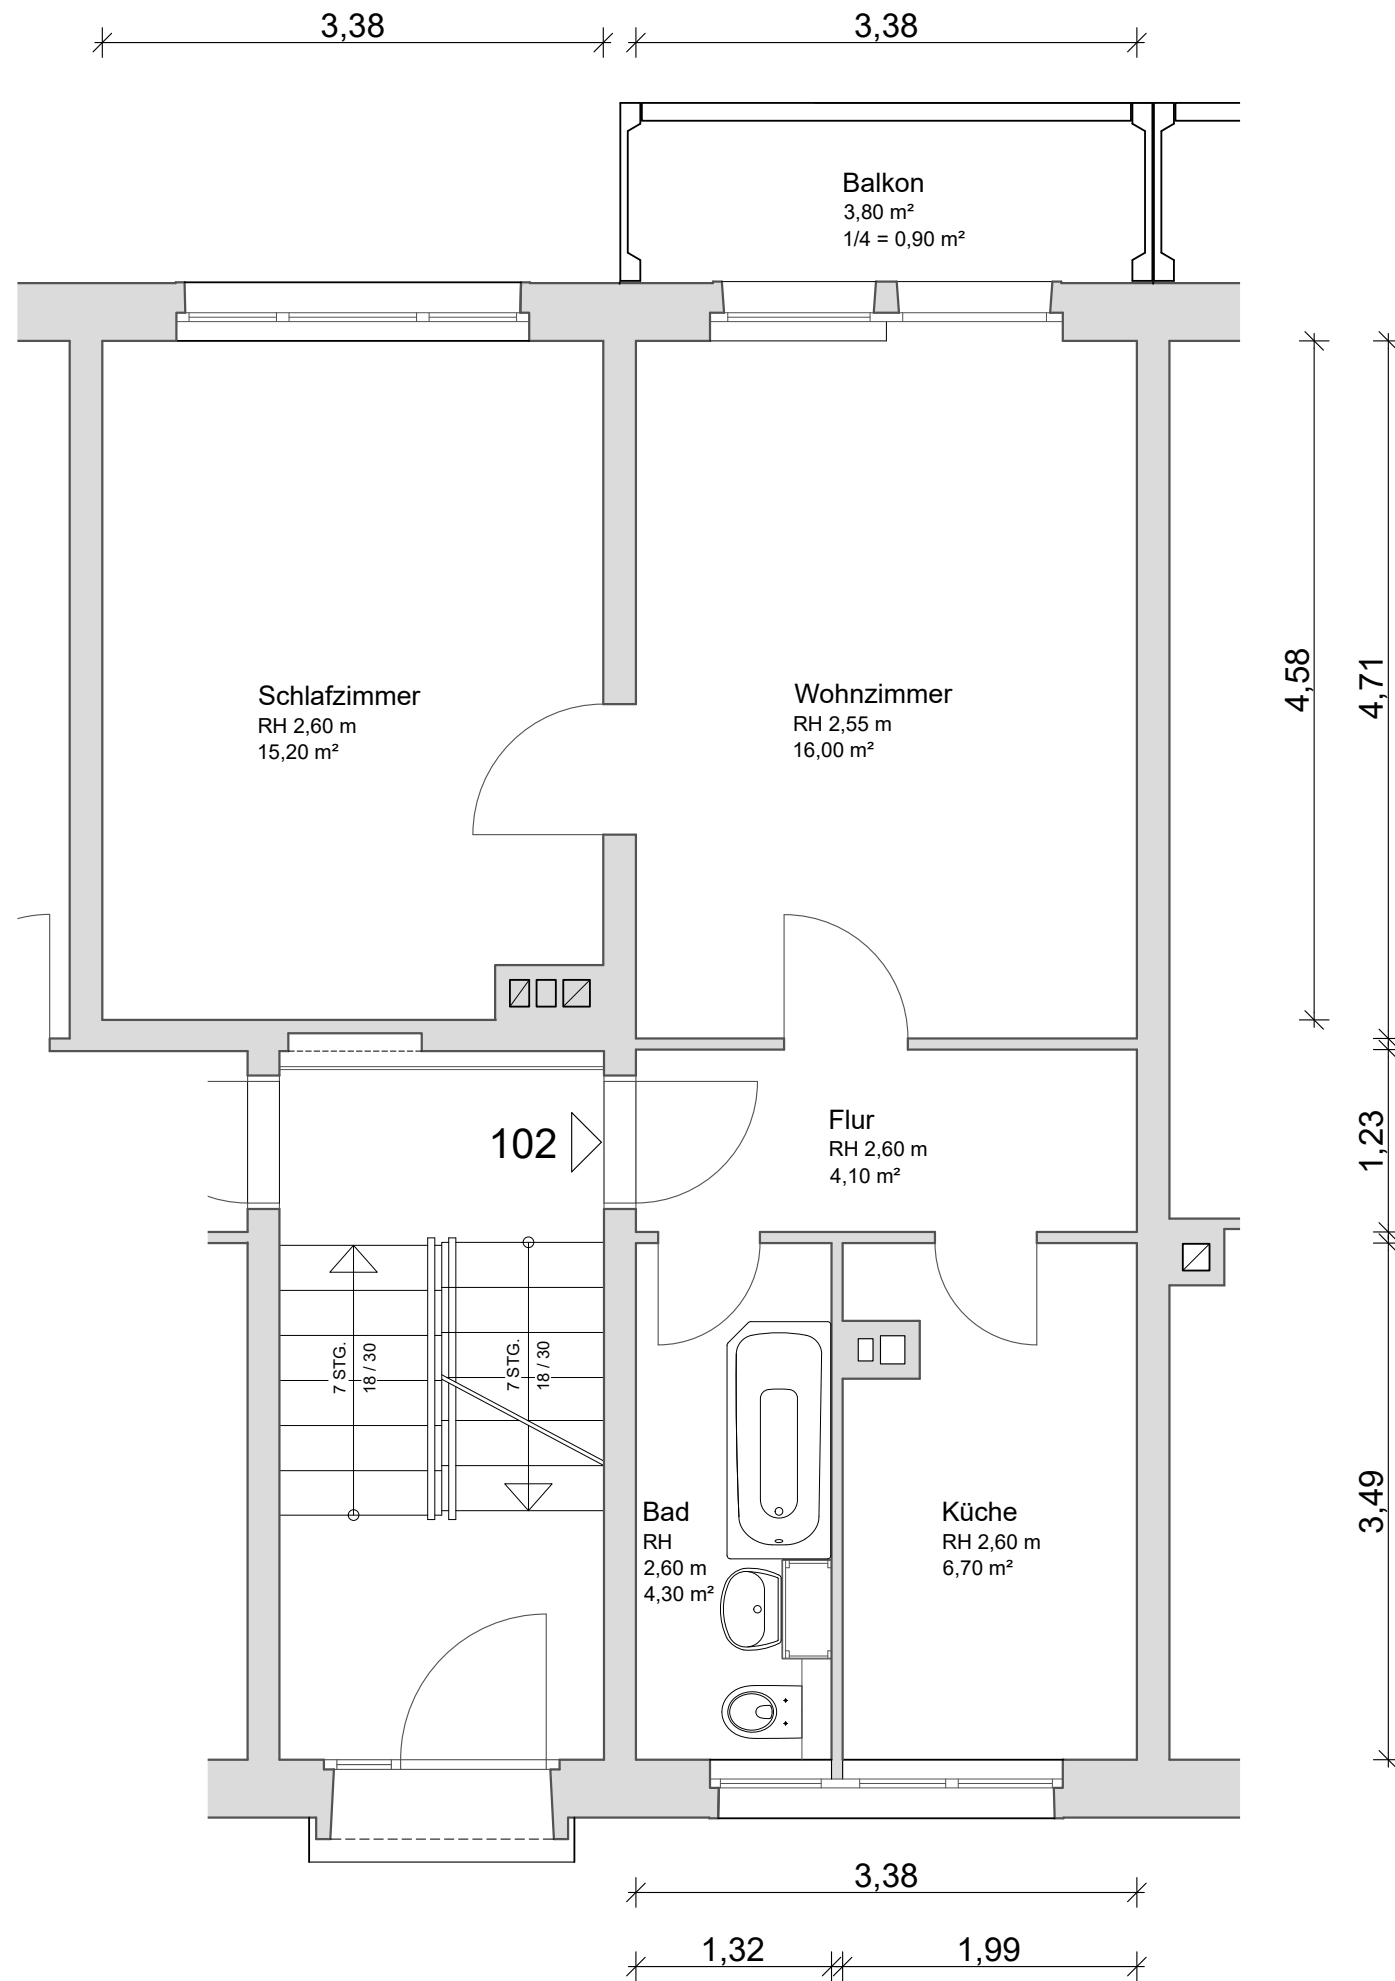 3,38
3,38
Balkon
3,80 m²
1/4 = 0,90 m²
Schlafzimmer
RH 2,60 m
15,20 m²
Wohnzimmer
RH 2,55 m
16,00 m²
4,58
4,71
102
Flur
RH 2,60 m
4,10 m²
1,23
7 STG.
18 / 30
7 STG.
18 / 30
Bad
RH
2,60 m
4,30 m²
Küche
RH 2,60 m
6,70 m²
3,49
3,38
1,32
1,99